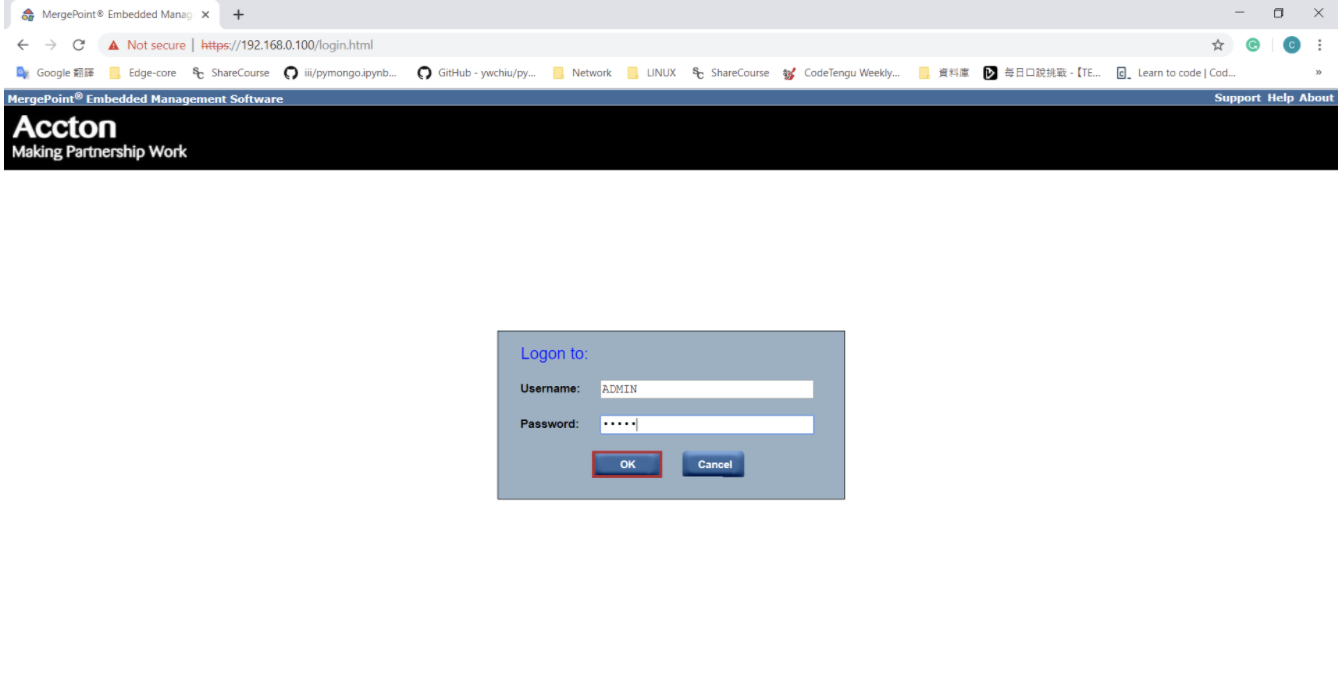 MergePoint® Embedded Manag
Not secure | https://192.168.0.100/login.html
Google 翻譯 Edge-core ShareCourse iii/pymongo.ipynb... GitHub - ywchiu/py... Network LINUX ShareCourse CodeTengu Weekly... 資料庫 每日口說挑戰 -【TE... Learn to code | Cod... »
MergePoint® Embedded Management Software Support Help About
Accton
Making Partnership Work
Logon to:
Username: ADMIN
Password: •••••
OK Cancel